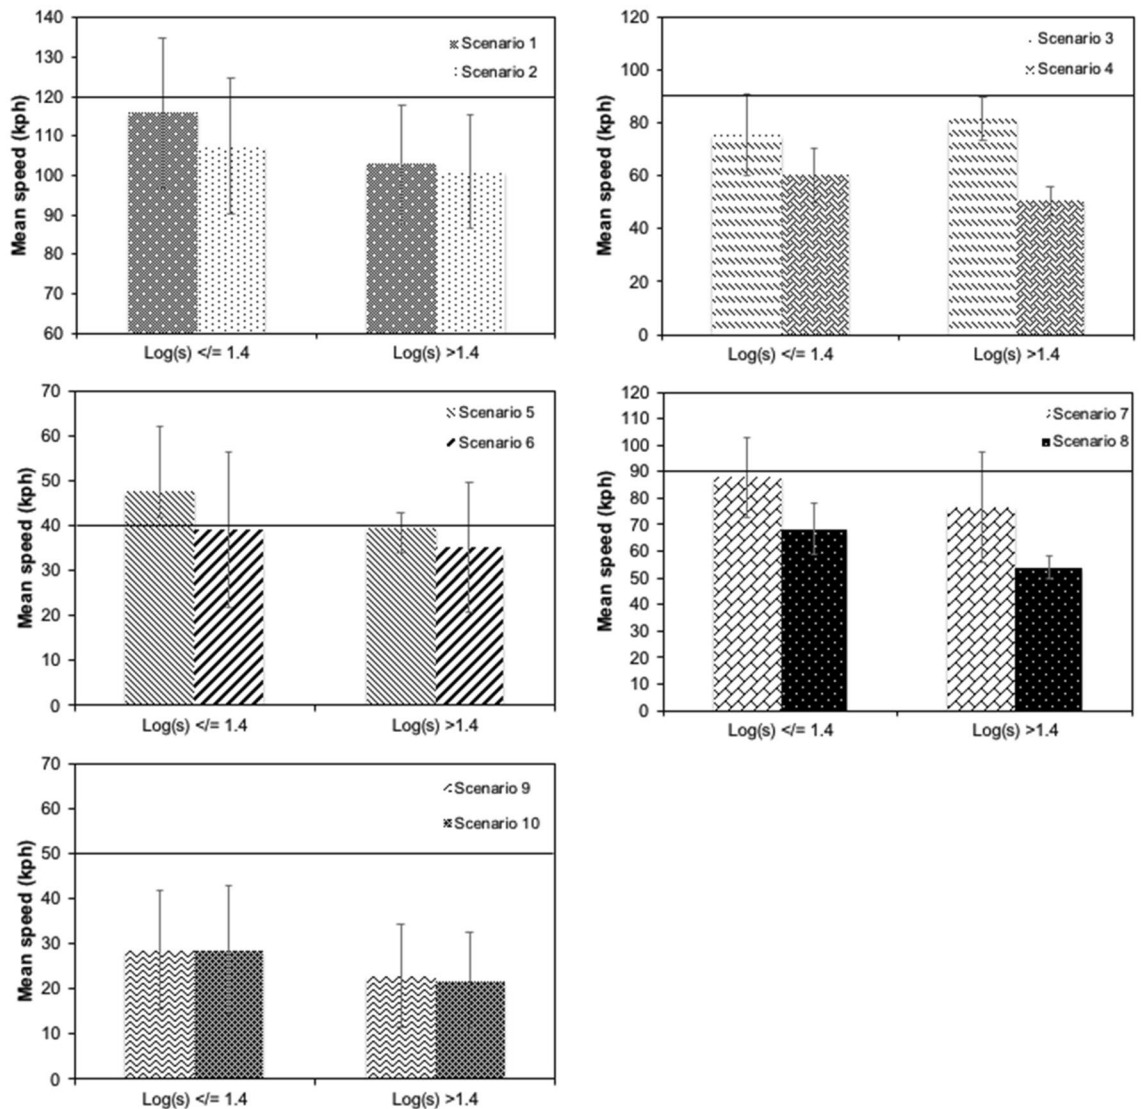 140
130
120
110
100
90
80
70
60
Mean speed (kph)
Scenario 1
Scenario 2
Log(s) </= 1.4
Log(s) >1.4
120
100
80
60
40
20
0
Mean speed (kph)
Scenario 3
Scenario 4
Log(s) </= 1.4
Log(s) >1.4
70
60
50
40
30
20
10
0
Mean speed (kph)
Scenario 5
Scenario 6
Log(s) </= 1.4
Log(s) >1.4
120
110
100
90
80
70
60
50
40
30
20
10
0
Mean speed (kph)
Scenario 7
Scenario 8
Log(s) </= 1.4
Log(s) >1.4
70
60
50
40
30
20
10
0
Mean speed (kph)
Scenario 9
Scenario 10
Log(s) </= 1.4
Log(s) >1.4